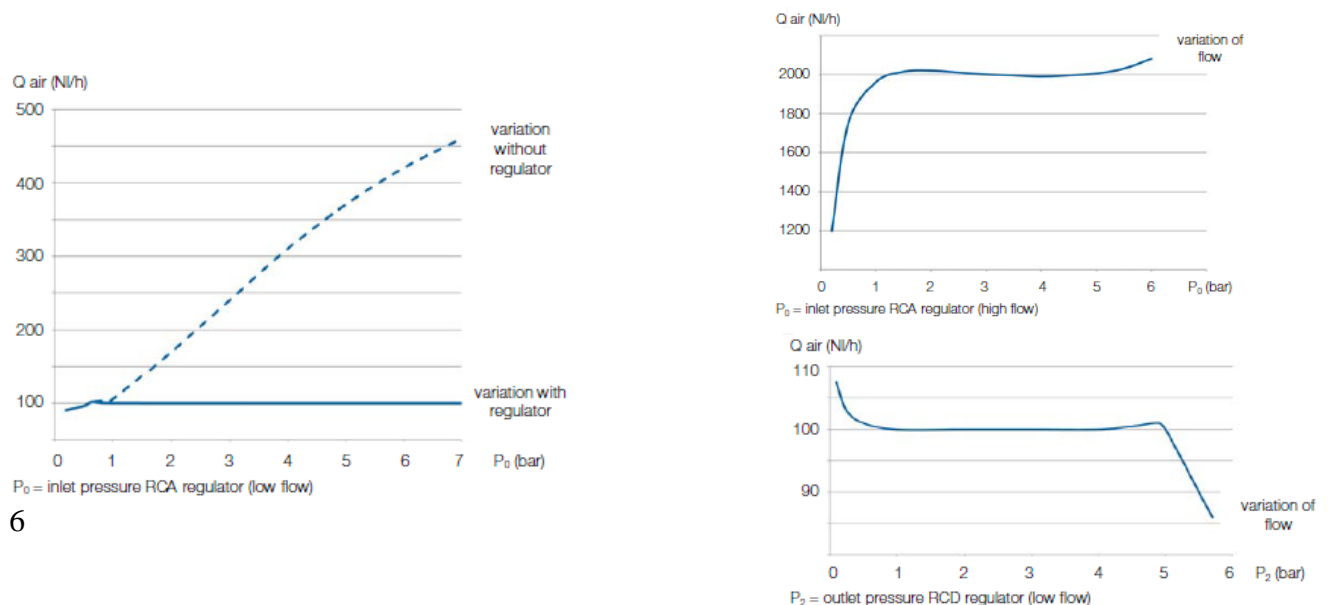 Q air (Nl/h)
500
400
300
200
100
0 1 2 3 4 5 6 7 P₀ (bar)
variation
without
regulator
variation with
regulator
P₀ = inlet pressure RCA regulator (low flow)
6
Q air (Nl/h)
variation of
flow
2000
1800
1600
1400
1200
0 1 2 3 4 5 6 P₀ (bar)
P₀ = inlet pressure RCA regulator (high flow)
Q air (Nl/h)
110
100
90
variation of
flow
0 1 2 3 4 5 6 P₂ (bar)
P₂ = outlet pressure RCD regulator (low flow)